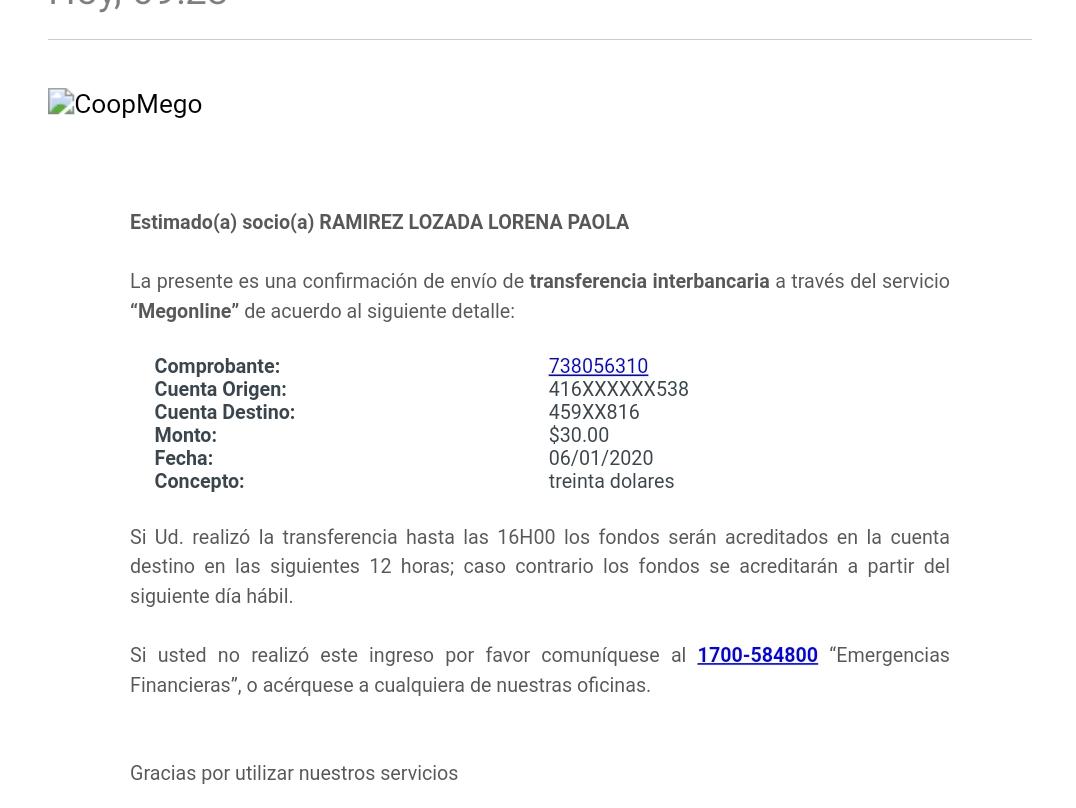 Hoy, 09:28
CoopMego
Estimado(a) socio(a) RAMIREZ LOZADA LORENA PAOLA
La presente es una confirmación de envío de transferencia interbancaria a través del servicio
“Megonline” de acuerdo al siguiente detalle:
Comprobante: 738056310
Cuenta Origen: 416XXXXXX538
Cuenta Destino: 459XX816
Monto: $30.00
Fecha: 06/01/2020
Concepto: treinta dolares
Si Ud. realizó la transferencia hasta las 16H00 los fondos serán acreditados en la cuenta
destino en las siguientes 12 horas; caso contrario los fondos se acreditarán a partir del
siguiente día hábil.
Si usted no realizó este ingreso por favor comuníquese al 1700-584800 “Emergencias
Financieras”, o acérquese a cualquiera de nuestras oficinas.
Gracias por utilizar nuestros servicios